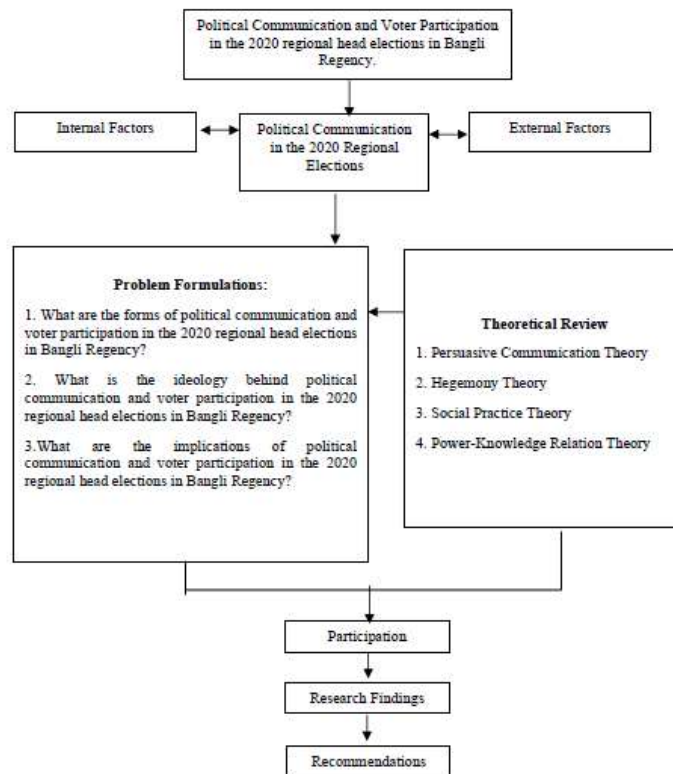 Political Communication and Voter Participation
in the 2020 regional head elections in Bangli
Regency.
Internal Factors
Political Communication
in the 2020 Regional
Elections
External Factors
Problem Formulations:
1. What are the forms of political communication and
voter participation in the 2020 regional head elections
in Bangli Regency?
2. What is the ideology behind political
communication and voter participation in the 2020
regional head elections in Bangli Regency?
3.What are the implications of political
communication and voter participation in the 2020
regional head elections in Bangli Regency?
Theoretical Review
1. Persuasive Communication Theory
2. Hegemony Theory
3. Social Practice Theory
4. Power-Knowledge Relation Theory
Participation
Research Findings
Recommendations